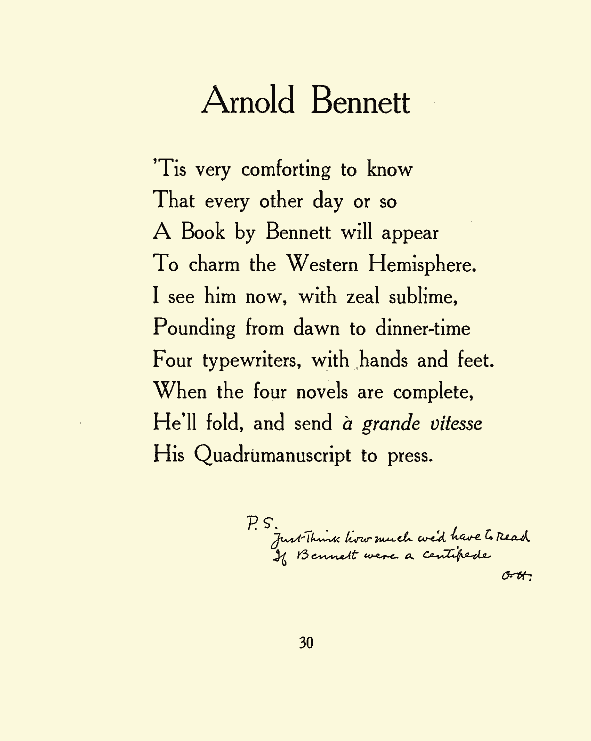 Arnold Bennett
'Tis very comforting to know
That every other day or so
A Book by Bennett will appear
To charm the Western Hemisphere.
I see him now, with zeal sublime,
Pounding from dawn to dinner-time
Four typewriters, with hands and feet.
When the four novels are complete,
He'll fold, and send à grande vitesse
His Quadrumanuscript to press.
P. S.
Just Think how much we'd have to Read
If Bennett were a centipede
O.H.
30